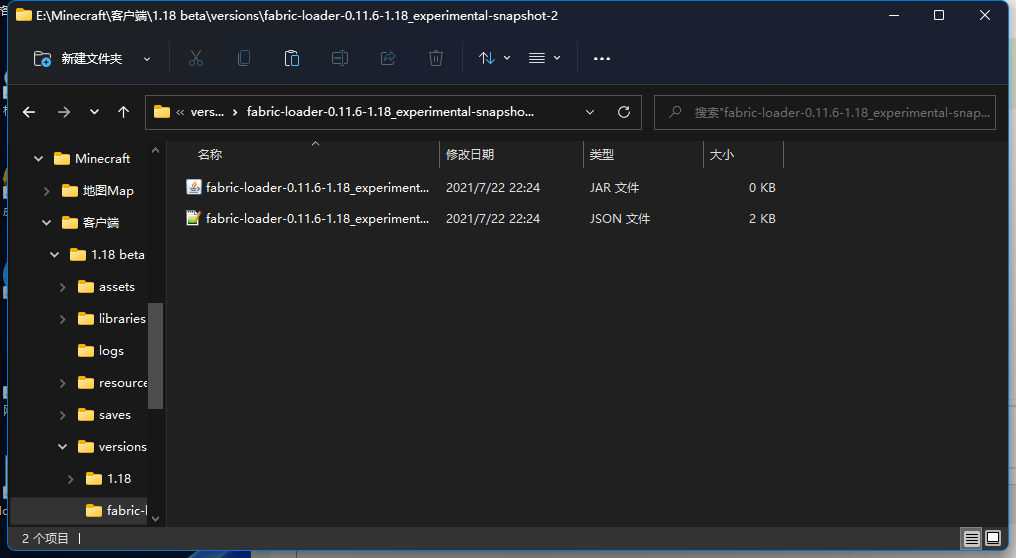 E:\Minecraft\客户端\1.18 beta\versions\fabric-loader-0.11.6-1.18_experimental-snapshot-2
新建文件夹
« vers... › fabric-loader-0.11.6-1.18_experimental-snapsho...
搜索"fabric-loader-0.11.6-1.18_experimental-snap...
Minecraft
地图Map
客户端
1.18 beta
assets
libraries
logs
resource
saves
versions
1.18
fabric-l
名称 修改日期 类型 大小
fabric-loader-0.11.6-1.18_experiment... 2021/7/22 22:24 JAR 文件 0 KB
fabric-loader-0.11.6-1.18_experiment... 2021/7/22 22:24 JSON 文件 2 KB
2 个项目